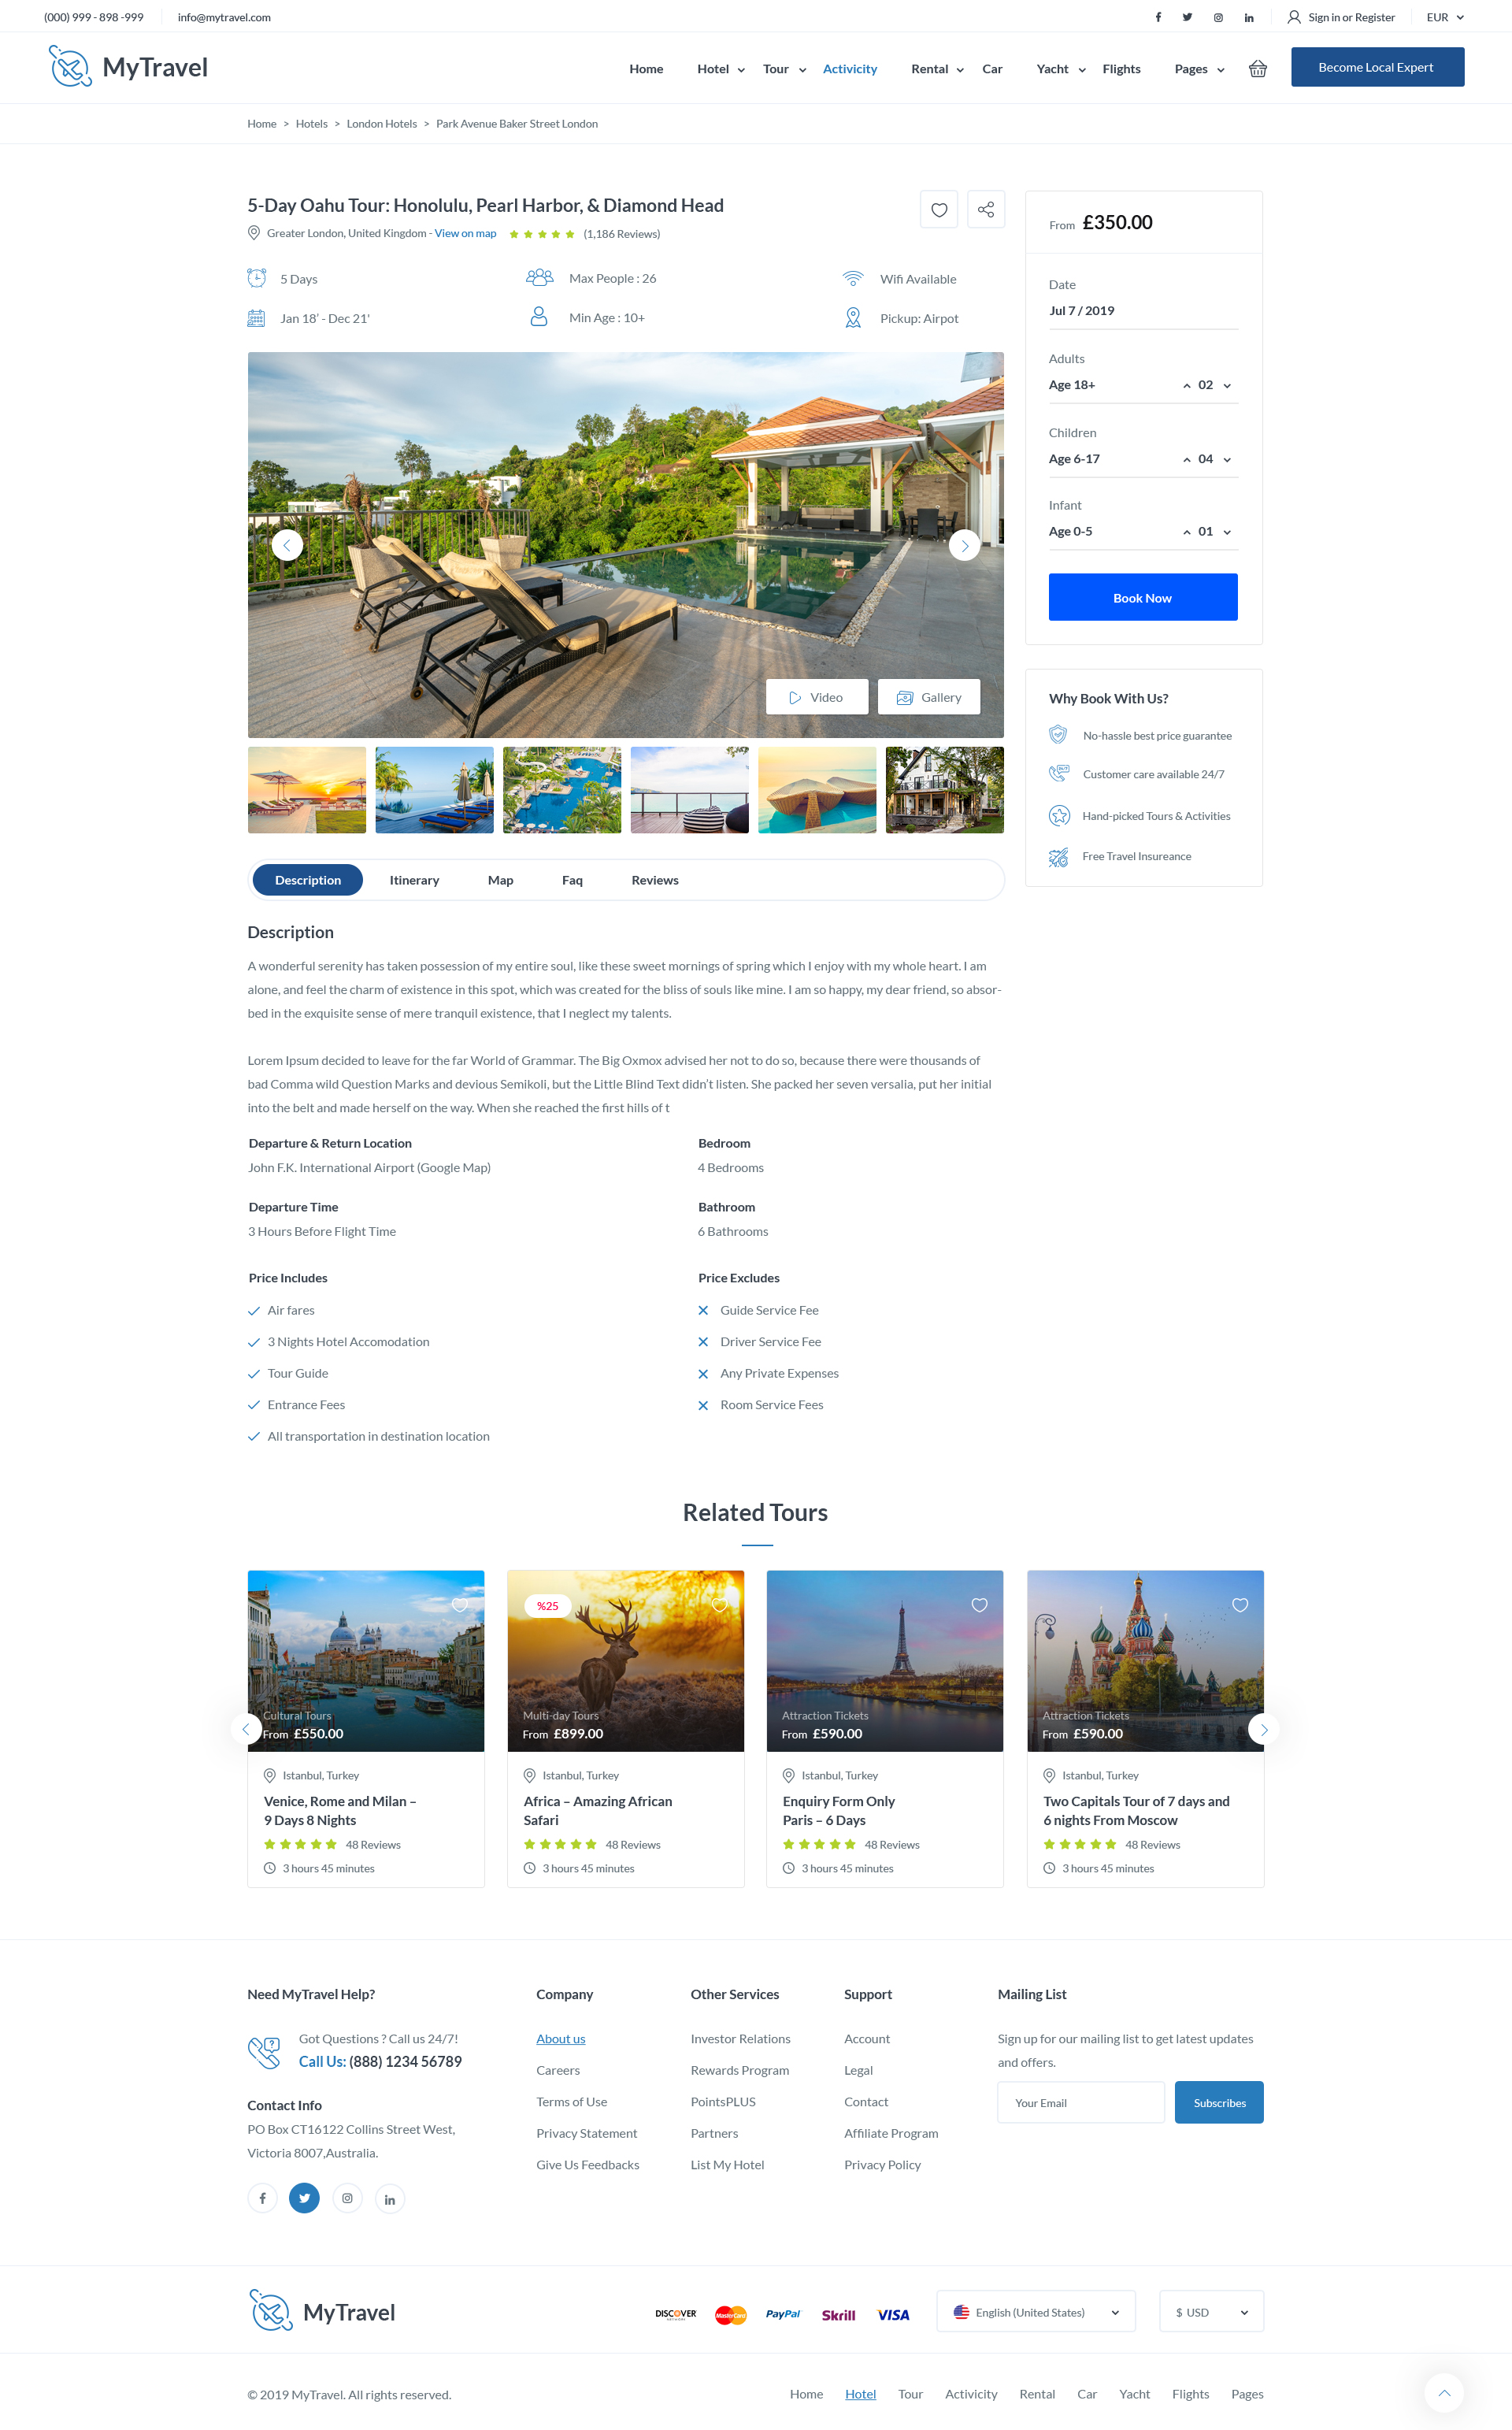 (000) 999 - 898 -999
info@mytravel.com
Sign in or Register
EUR
MyTravel
Home
Hotel
Tour
Activicity
Rental
Car
Yacht
Flights
Pages
Become Local Expert
Home > Hotels > London Hotels > Park Avenue Baker Street London
5-Day Oahu Tour: Honolulu, Pearl Harbor, & Diamond Head
Greater London, United Kingdom - View on map
(1,186 Reviews)
5 Days
Max People : 26
Wifi Available
Jan 18’ - Dec 21'
Min Age : 10+
Pickup: Airpot
Video
Gallery
From £350.00
Date
Jul 7 / 2019
Adults
Age 18+
02
Children
Age 6-17
04
Infant
Age 0-5
01
Book Now
Why Book With Us?
No-hassle best price guarantee
Customer care available 24/7
Hand-picked Tours & Activities
Free Travel Insureance
Description
Itinerary
Map
Faq
Reviews
Description
A wonderful serenity has taken possession of my entire soul, like these sweet mornings of spring which I enjoy with my whole heart. I am
alone, and feel the charm of existence in this spot, which was created for the bliss of souls like mine. I am so happy, my dear friend, so absor-
bed in the exquisite sense of mere tranquil existence, that I neglect my talents.
Lorem Ipsum decided to leave for the far World of Grammar. The Big Oxmox advised her not to do so, because there were thousands of
bad Comma wild Question Marks and devious Semikoli, but the Little Blind Text didn’t listen. She packed her seven versalia, put her initial
into the belt and made herself on the way. When she reached the first hills of t
Departure & Return Location
John F.K. International Airport (Google Map)
Bedroom
4 Bedrooms
Departure Time
3 Hours Before Flight Time
Bathroom
6 Bathrooms
Price Includes
Air fares
3 Nights Hotel Accomodation
Tour Guide
Entrance Fees
All transportation in destination location
Price Excludes
Guide Service Fee
Driver Service Fee
Any Private Expenses
Room Service Fees
Related Tours
Cultural Tours
From £550.00
Istanbul, Turkey
Venice, Rome and Milan –
9 Days 8 Nights
48 Reviews
3 hours 45 minutes
%25
Multi-day Tours
From £899.00
Istanbul, Turkey
Africa – Amazing African
Safari
48 Reviews
3 hours 45 minutes
Attraction Tickets
From £590.00
Istanbul, Turkey
Enquiry Form Only
Paris – 6 Days
48 Reviews
3 hours 45 minutes
Attraction Tickets
From £590.00
Istanbul, Turkey
Two Capitals Tour of 7 days and
6 nights From Moscow
48 Reviews
3 hours 45 minutes
Need MyTravel Help?
Got Questions ? Call us 24/7!
Call Us: (888) 1234 56789
Contact Info
PO Box CT16122 Collins Street West,
Victoria 8007,Australia.
Company
About us
Careers
Terms of Use
Privacy Statement
Give Us Feedbacks
Other Services
Investor Relations
Rewards Program
PointsPLUS
Partners
List My Hotel
Support
Account
Legal
Contact
Affiliate Program
Privacy Policy
Mailing List
Sign up for our mailing list to get latest updates
and offers.
Your Email
Subscribes
MyTravel
DISCOVER
NETWORK
MasterCard
PayPal
Skrill
VISA
English (United States)
$ USD
© 2019 MyTravel. All rights reserved.
Home
Hotel
Tour
Activicity
Rental
Car
Yacht
Flights
Pages